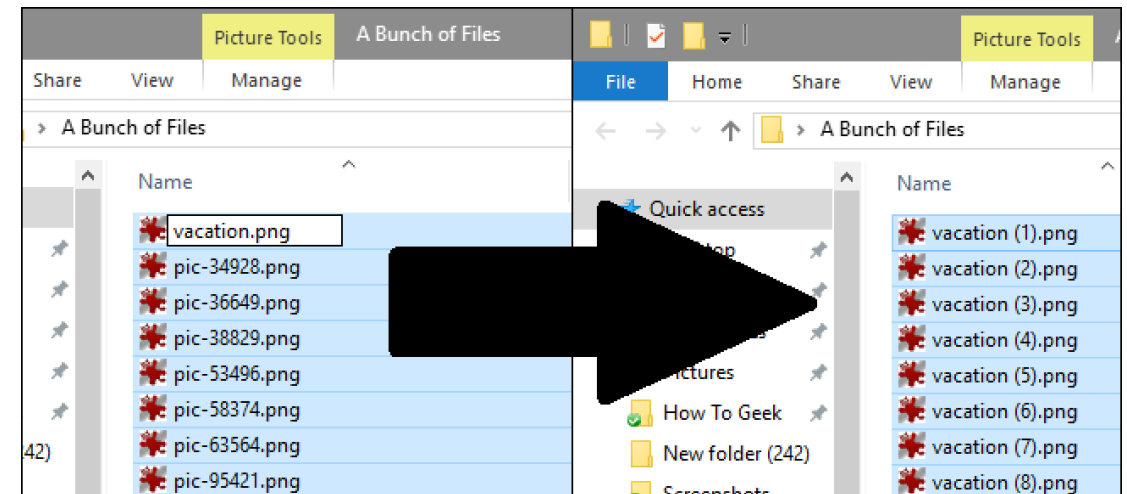 Picture Tools A Bunch of Files
Share View Manage
> A Bunch of Files
Name
vacation.png
pic-34928.png
pic-36649.png
pic-38829.png
pic-53496.png
pic-58374.png
pic-63564.png
pic-95421.png
42)
Picture Tools
File Home Share View Manage
> A Bunch of Files
Name
Quick access
How To Geek
New folder (242)
Screenshots
vacation (1).png
vacation (2).png
vacation (3).png
vacation (4).png
vacation (5).png
vacation (6).png
vacation (7).png
vacation (8).png